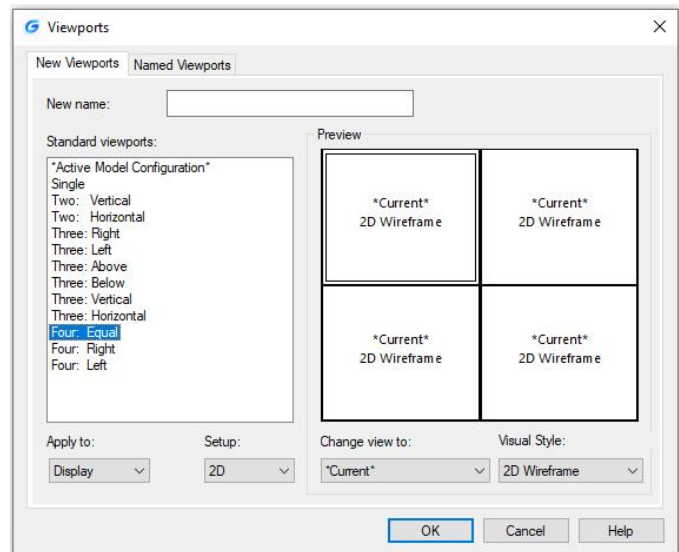 Viewports
New Viewports Named Viewports
New name:
Standard viewports:
*Active Model Configuration*
Single
Two: Vertical
Two: Horizontal
Three: Right
Three: Left
Three: Above
Three: Below
Three: Vertical
Three: Horizontal
Four: Equal
Four: Right
Four: Left
Apply to: Setup:
Display 2D
Preview
*Current* *Current*
2D Wireframe 2D Wireframe
*Current* *Current*
2D Wireframe 2D Wireframe
Change view to: Visual Style:
*Current* 2D Wireframe
OK Cancel Help